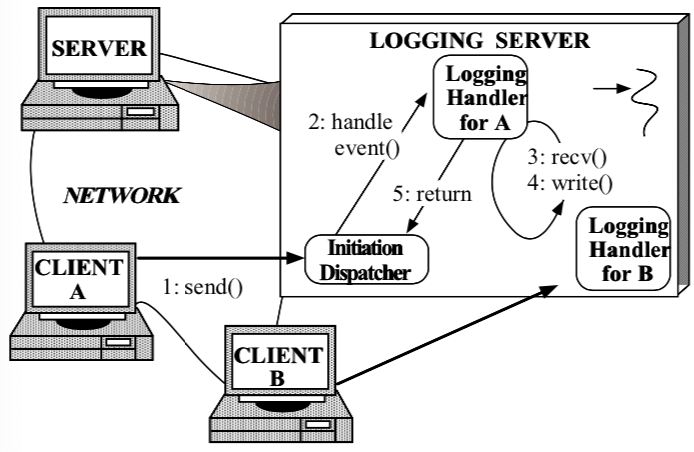 SERVER
LOGGING SERVER
Logging
Handler
for A
2: handle
event()
3: recv()
4: write()
5: return
NETWORK
Logging
Handler
for B
Initiation
Dispatcher
CLIENT
A
1: send()
CLIENT
B